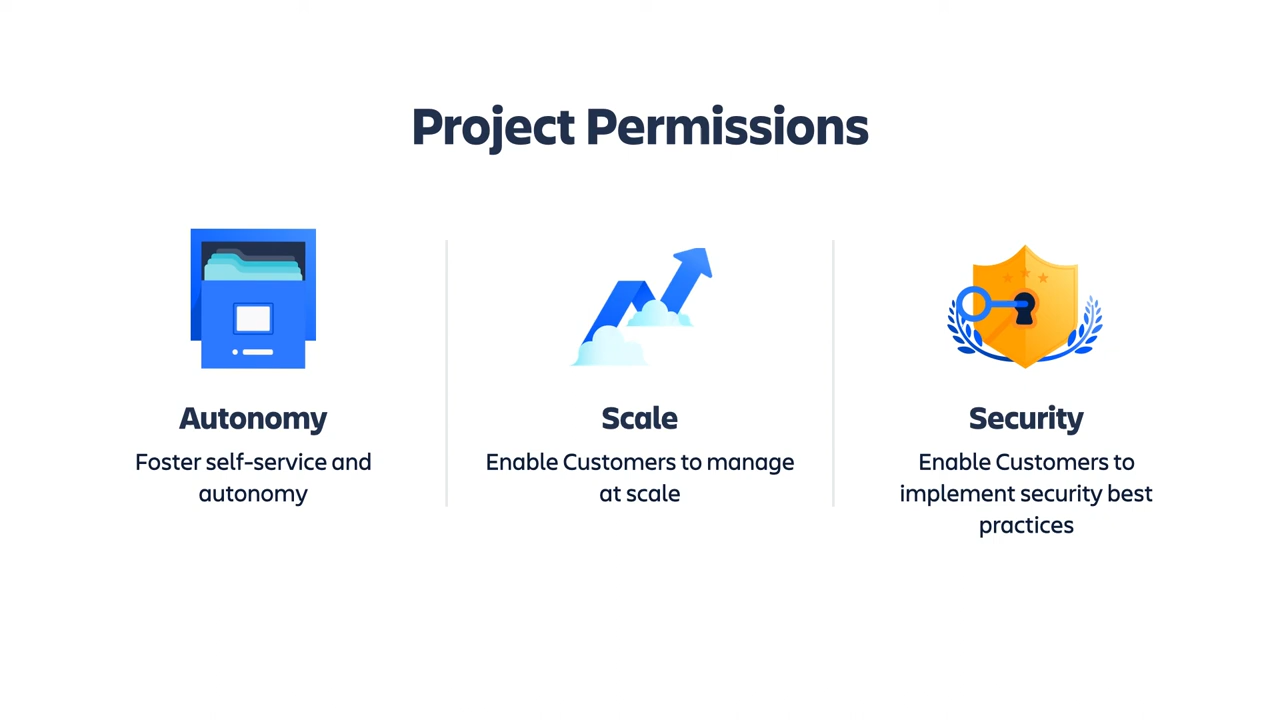 Project Permissions
Autonomy
Foster self-service and
autonomy
Scale
Enable Customers to manage
at scale
Security
Enable Customers to
implement security best
practices